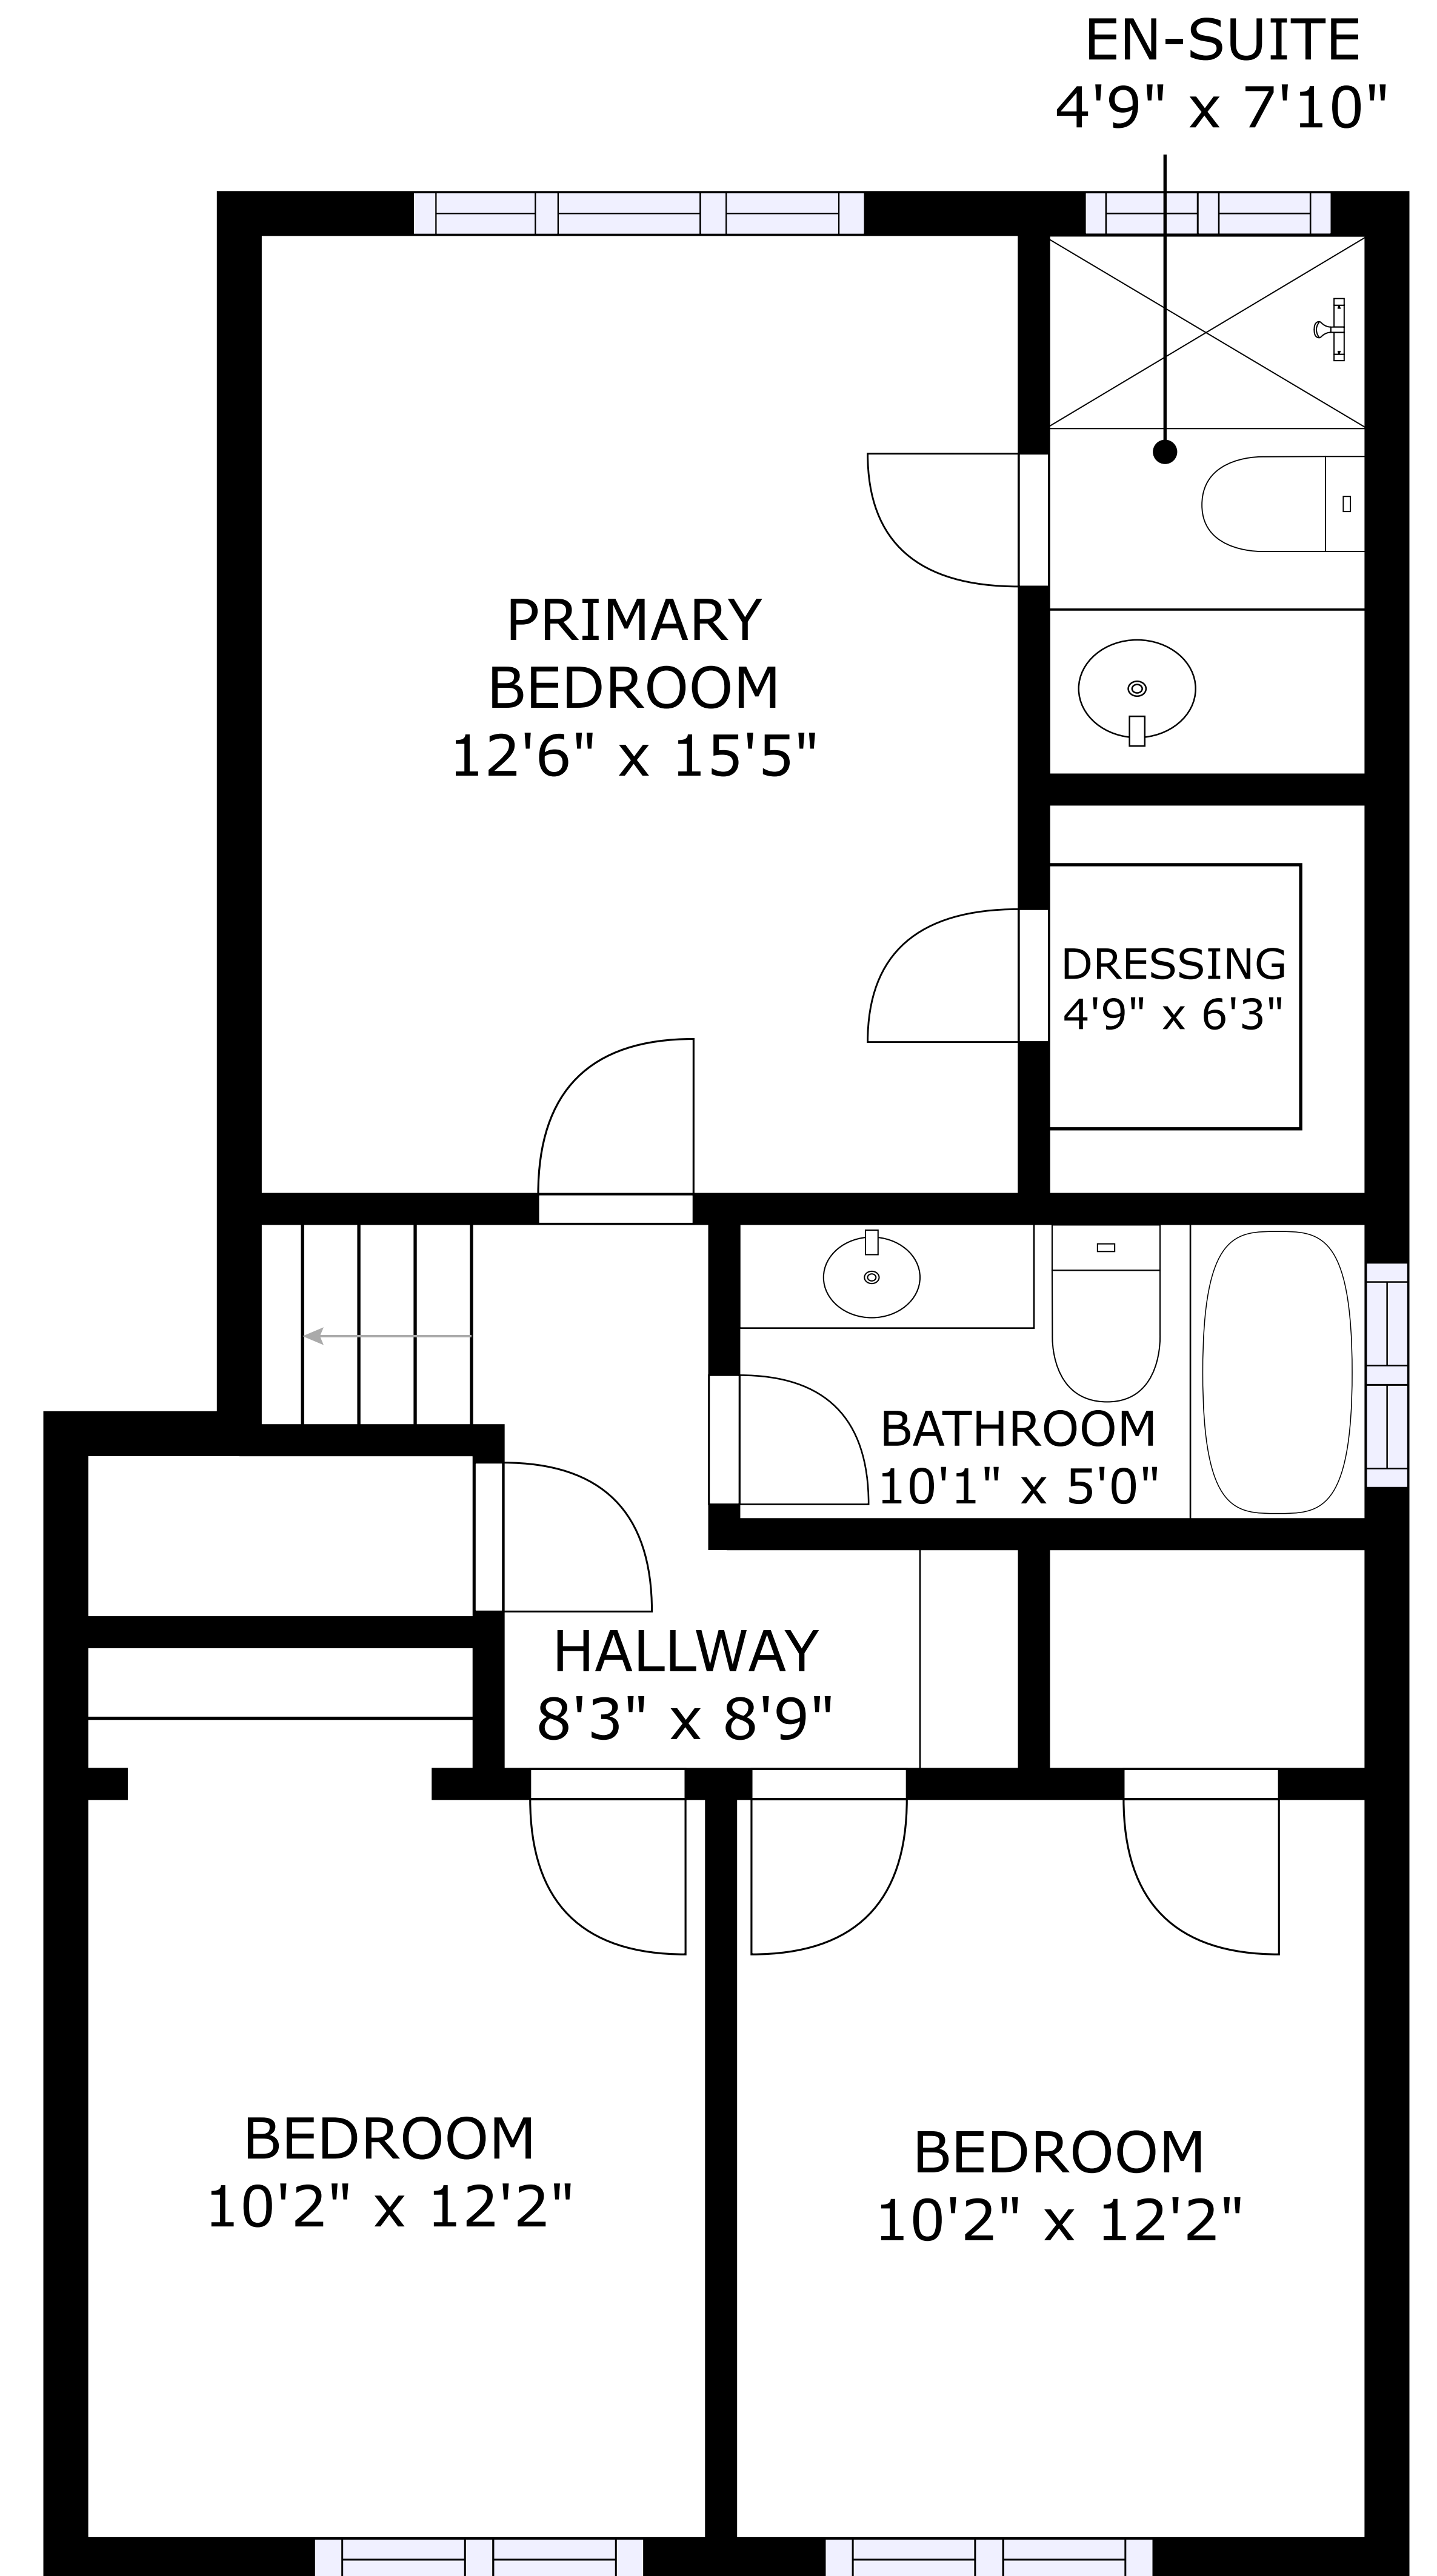 EN-SUITE
4'9" x 7'10"
PRIMARY
BEDROOM
12'6" x 15'5"
DRESSING
4'9" x 6'3"
BATHROOM
10'1" x 5'0"
HALLWAY
8'3" x 8'9"
BEDROOM
10'2" x 12'2"
BEDROOM
10'2" x 12'2"